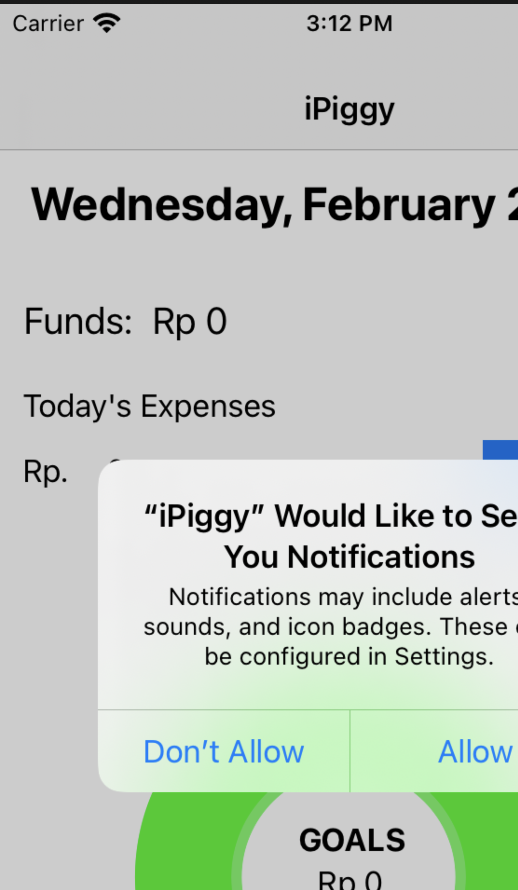 Carrier
3:12 PM
iPiggy
Wednesday, February
Funds: Rp 0
Today's Expenses
Rp.
“iPiggy” Would Like to Se
You Notifications
Notifications may include alerts
sounds, and icon badges. These
be configured in Settings.
Don’t Allow
Allow
GOALS
Rp 0